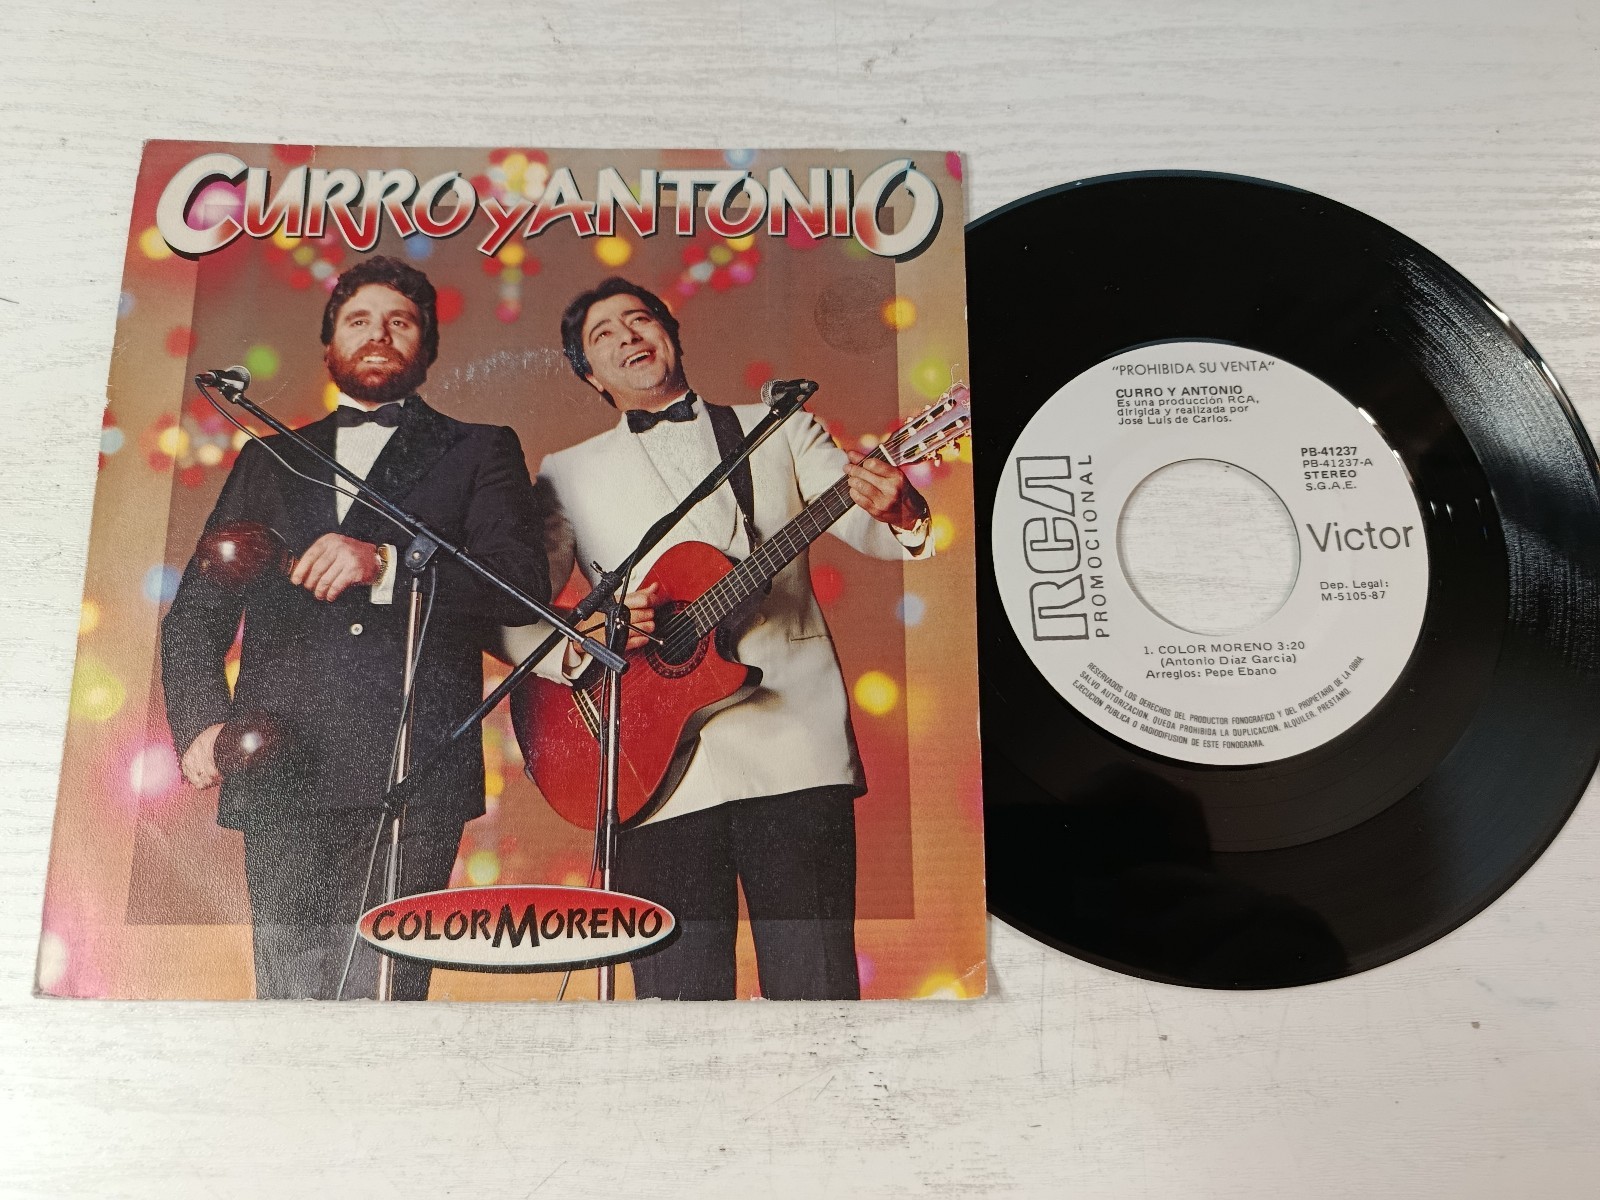 CURRO Y ANTONIO
COLOR MORENO
"PROHIBIDA SU VENTA"
CURRO Y ANTONIO
Es una producción RCA,
dirigida y realizada por
José Luis de Carlos.
PB-41237
PB-41237-A
STEREO
S.G.A.E.
RCA
PROMOCIONAL
Victor
Dep. Legal:
M-5105-87
1. COLOR MORENO 3:20
(Antonio Díaz García)
Arreglos: Pepe Ebano
RESERVADOS LOS DERECHOS DEL PRODUCTOR FONOGRAFICO Y DEL PROPIETARIO DE LA OBRA.
SALVO AUTORIZACION, QUEDA PROHIBIDA LA DUPLICACION, ALQUILER, PRESTAMO,
EJECUCION PUBLICA O RADIODIFUSION DE ESTE FONOGRAMA.